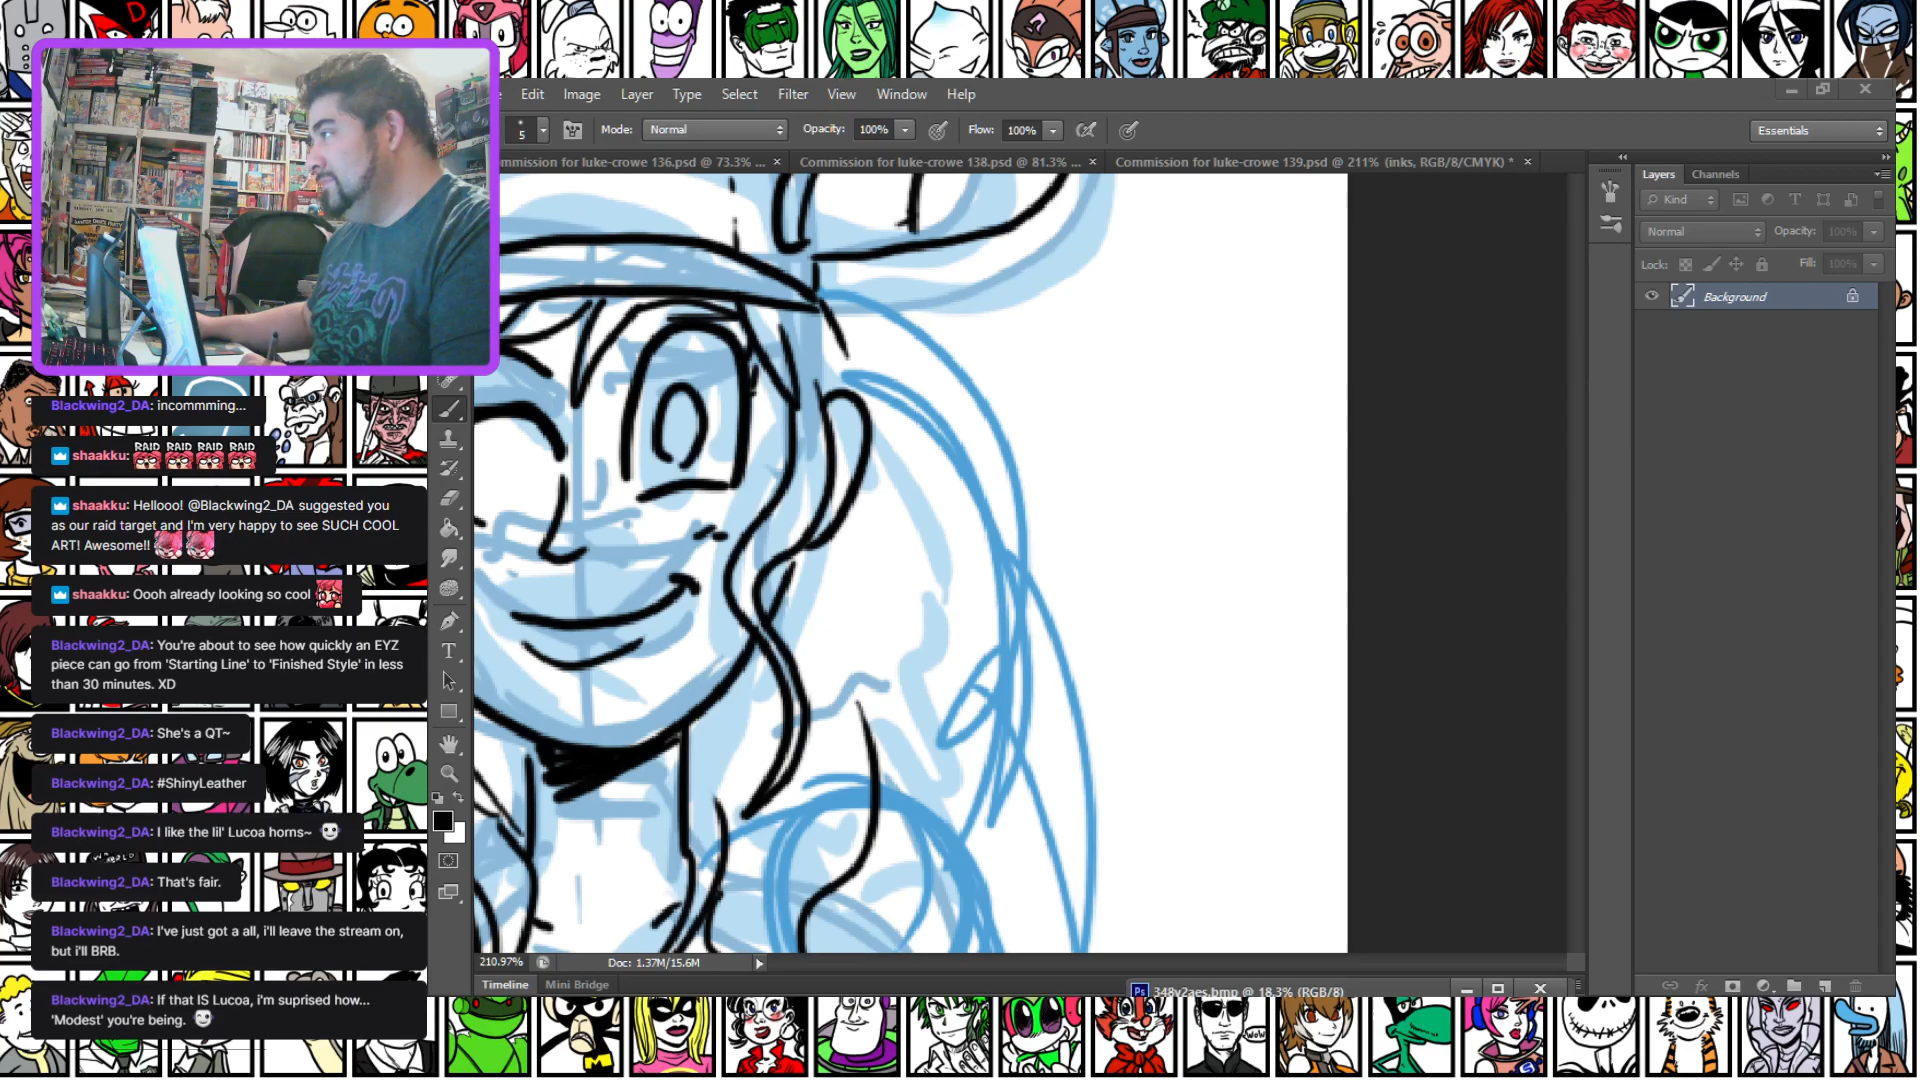 Edit Image Layer Type Select Filter View Window Help
5 Mode: Normal Opacity: 100% Flow: 100% Essentials
mmission for luke-crowe 136.psd @ 73.3% ... × Commission for luke-crowe 138.psd @ 81.3% ... × Commission for luke-crowe 139.psd @ 211% (inks, RGB/8/CMYK) * ×
Layers Channels
Kind
Normal Opacity: 100%
Lock: Fill: 100%
Background
Blackwing2_DA: incommming...
shaakku: RAID RAID RAID RAID
shaakku: Hellooo! @Blackwing2_DA suggested you
as our raid target and I'm very happy to see SUCH COOL
ART! Awesome!!
shaakku: Oooh already looking so cool
Blackwing2_DA: You're about to see how quickly an EYZ
piece can go from 'Starting Line' to 'Finished Style' in less
than 30 minutes. XD
Blackwing2_DA: She's a QT~
Blackwing2_DA: #ShinyLeather
Blackwing2_DA: I like the lil' Lucoa horns~
Blackwing2_DA: That's fair.
Blackwing2_DA: I've just got a all, i'll leave the stream on,
but i'll BRB.
Blackwing2_DA: If that IS Lucoa, i'm suprised how...
'Modest' you're being.
T
210.97% Doc: 1.37M/15.6M
Timeline Mini Bridge
Ps 348v2aes.bmp @ 18.3% (RGB/8)
WOW